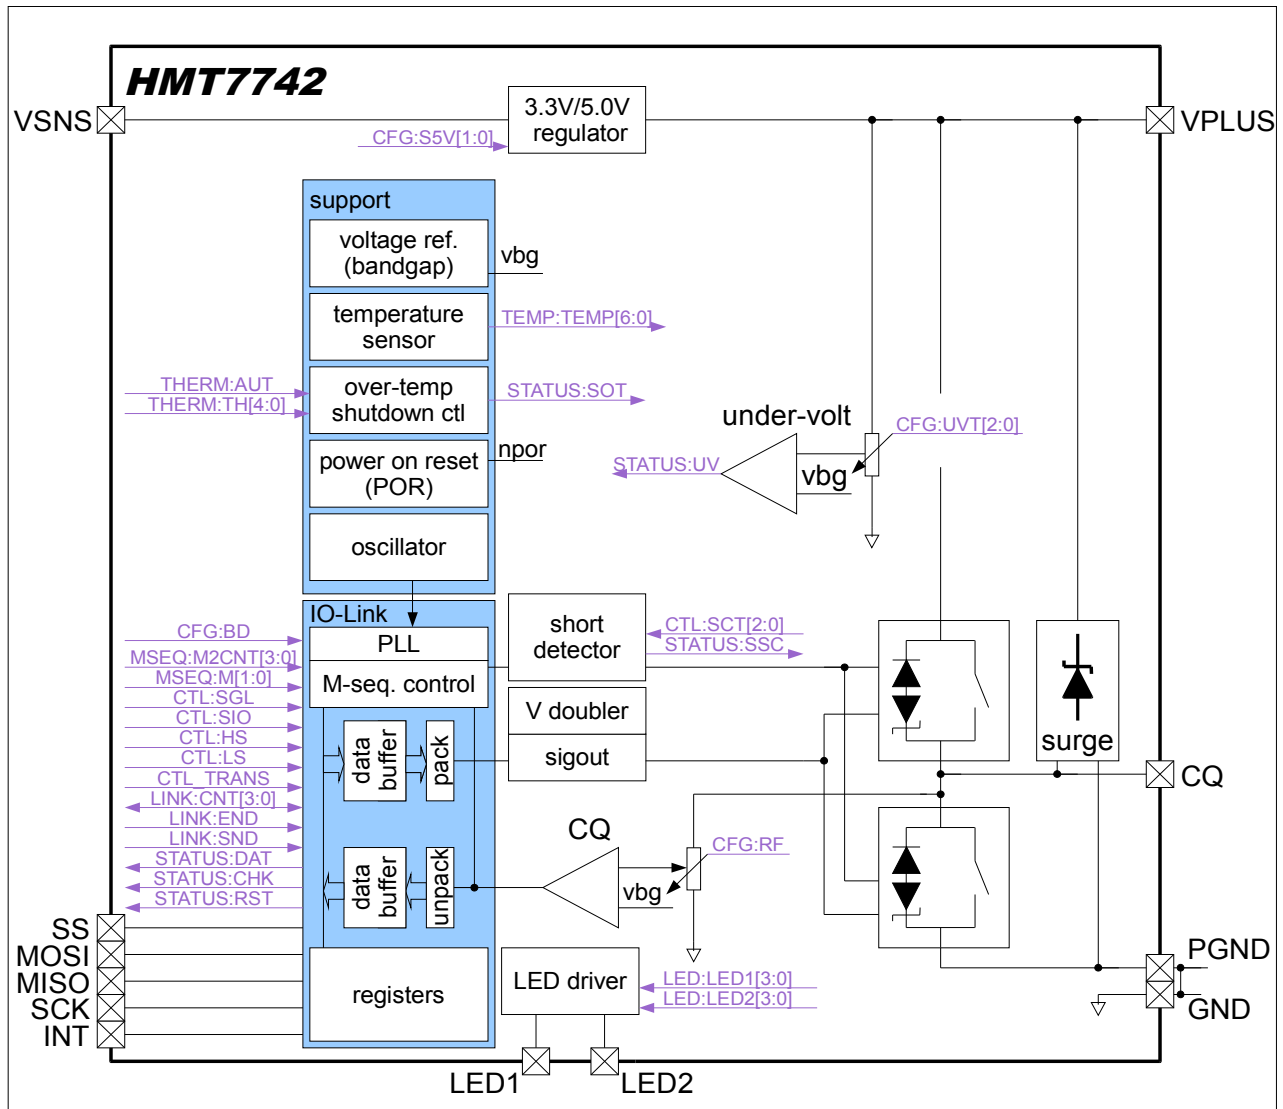 HMT7742
VSNS
3.3V/5.0V
regulator
VPLUS
CFG:S5V[1:0]
support
voltage ref.
(bandgap)
vbg
temperature
sensor
TEMP:TEMP[6:0]
THERM:AUT
THERM:TH[4:0]
over-temp
shutdown ctl
STATUS:SOT
under-volt
CFG:UVT[2:0]
power on reset
(POR)
npor
STATUS:UV
vbg
oscillator
IO-Link
PLL
M-seq. control
short
detector
CTL:SCT[2:0]
STATUS:SSC
CFG:BD
MSEQ:M2CNT[3:0]
MSEQ:M[1:0]
CTL:SGL
CTL:SIO
CTL:HS
CTL:LS
CTL_TRANS
LINK:CNT[3:0]
LINK:END
LINK:SND
STATUS:DAT
STATUS:CHK
STATUS:RST
data
buffer
pack
V doubler
sigout
surge
CQ
CQ
CFG:RF
vbg
data
buffer
unpack
SS
MOSI
MISO
SCK
INT
registers
LED driver
LED:LED1[3:0]
LED:LED2[3:0]
PGND
GND
LED1
LED2